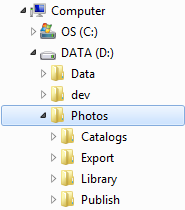 Computer
OS (C:)
DATA (D:)
Data
dev
Photos
Catalogs
Export
Library
Publish